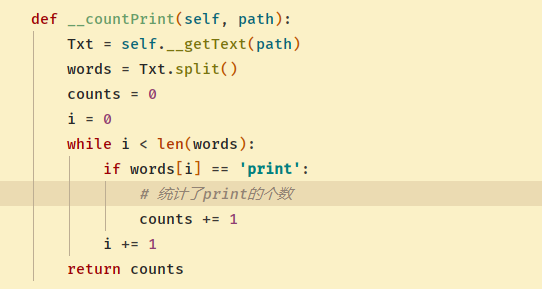 def __countPrint(self, path):
    Txt = self.__getText(path)
    words = Txt.split()
    counts = 0
    i = 0
    while i < len(words):
        if words[i] == 'print':
            # 统计了print的个数
            counts += 1
        i += 1
    return counts